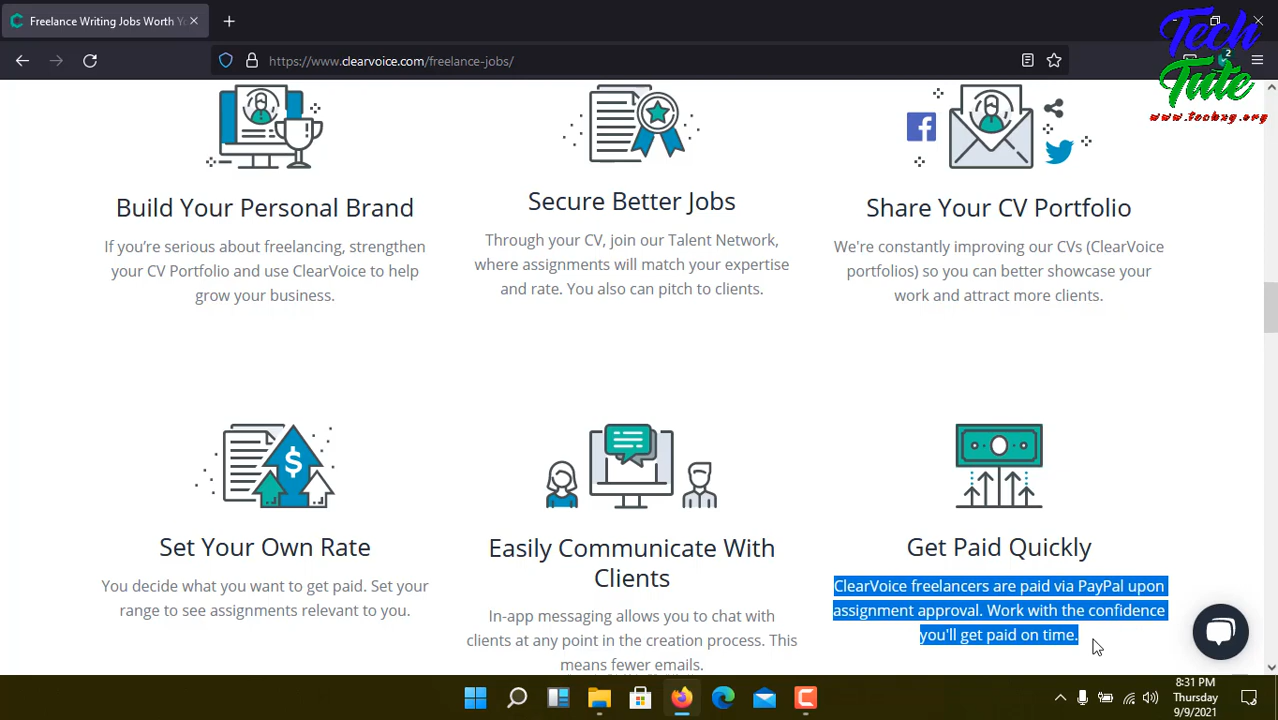 Freelance Writing Jobs Worth Y
https://www.clearvoice.com/freelance-jobs/
Tech
2
Tute
www.techxg.org
Build Your Personal Brand
If you’re serious about freelancing, strengthen
your CV Portfolio and use ClearVoice to help
grow your business.
Secure Better Jobs
Through your CV, join our Talent Network,
where assignments will match your expertise
and rate. You also can pitch to clients.
Share Your CV Portfolio
We're constantly improving our CVs (ClearVoice
portfolios) so you can better showcase your
work and attract more clients.
Set Your Own Rate
You decide what you want to get paid. Set your
range to see assignments relevant to you.
Easily Communicate With
Clients
In-app messaging allows you to chat with
clients at any point in the creation process. This
means fewer emails.
Get Paid Quickly
ClearVoice freelancers are paid via PayPal upon
assignment approval. Work with the confidence
you'll get paid on time.
8:31 PM
Thursday
9/9/2021